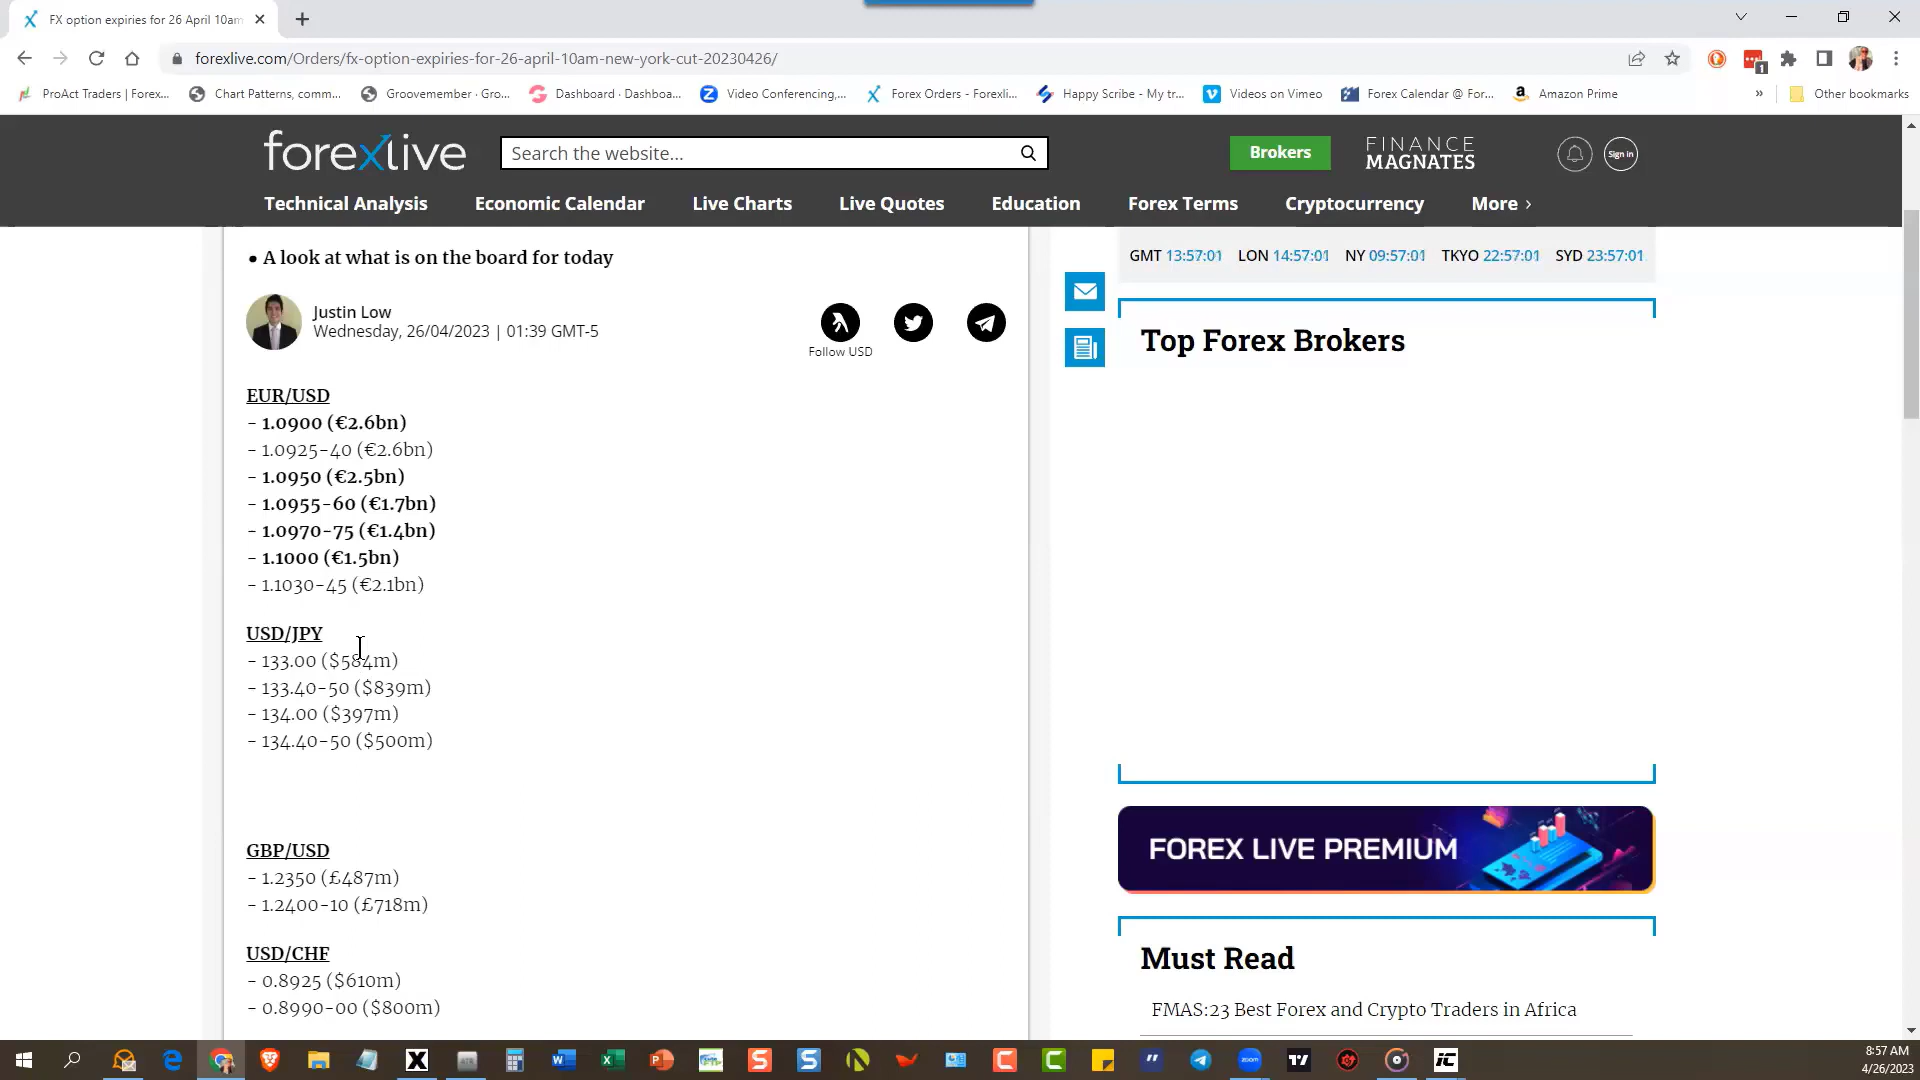 FX option expiries for 26 April 10am
forexlive.com/Orders/fx-option-expiries-for-26-april-10am-new-york-cut-20230426/
1
ProAct Traders | Forex...
Chart Patterns, comm...
Groovemember · Gro...
Dashboard · Dashboa...
Video Conferencing,...
Forex Orders - Forexli...
Happy Scribe - My tr...
Videos on Vimeo
Forex Calendar @ For...
Amazon Prime
»
Other bookmarks
forexlive
Search the website...
Brokers
FINANCE
MAGNATES
Sign in
Technical Analysis
Economic Calendar
Live Charts
Live Quotes
Education
Forex Terms
Cryptocurrency
More ›
• A look at what is on the board for today
Justin Low
Wednesday, 26/04/2023 | 01:39 GMT-5
Follow USD
EUR/USD
- 1.0900 (€2.6bn)
- 1.0925-40 (€2.6bn)
- 1.0950 (€2.5bn)
- 1.0955-60 (€1.7bn)
- 1.0970-75 (€1.4bn)
- 1.1000 (€1.5bn)
- 1.1030-45 (€2.1bn)
USD/JPY
- 133.00 ($584m)
- 133.40-50 ($839m)
- 134.00 ($397m)
- 134.40-50 ($500m)
GBP/USD
- 1.2350 (£487m)
- 1.2400-10 (£718m)
USD/CHF
- 0.8925 ($610m)
- 0.8990-00 ($800m)
GMT 13:57:01 LON 14:57:01 NY 09:57:01 TKYO 22:57:01 SYD 23:57:01
Top Forex Brokers
FOREX LIVE PREMIUM
Must Read
FMAS:23 Best Forex and Crypto Traders in Africa
8:57 AM
4/26/2023